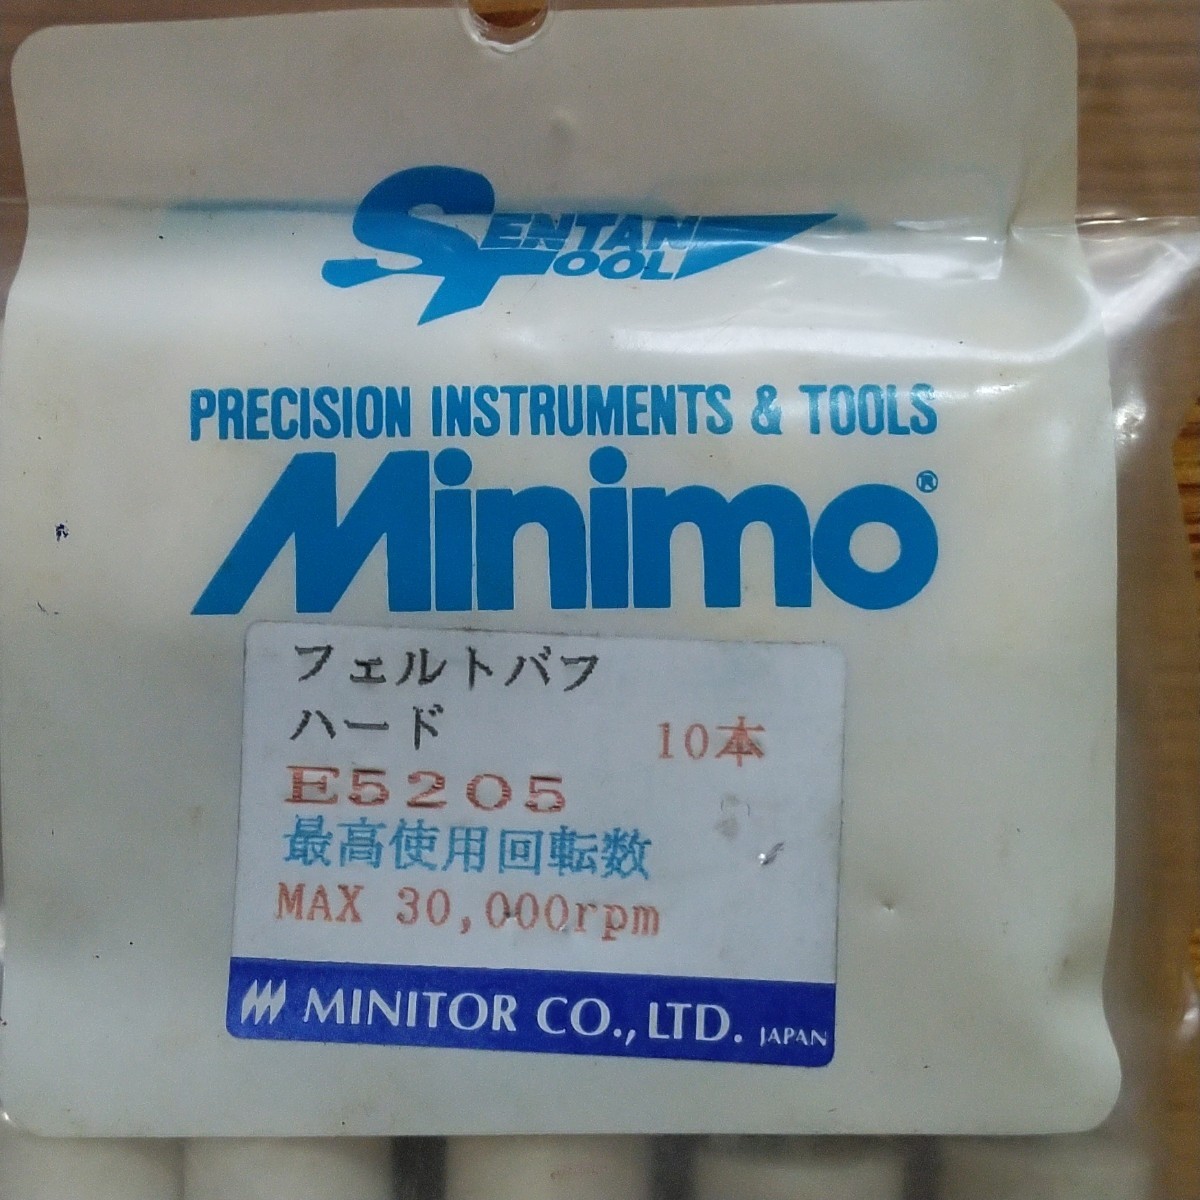 SENTAN
TOOL
PRECISION INSTRUMENTS & TOOLS
Minimo®
フェルトバフ
ハード 10本
E5205
最高使用回転数
MAX 30,000rpm
MINITOR CO., LTD. JAPAN